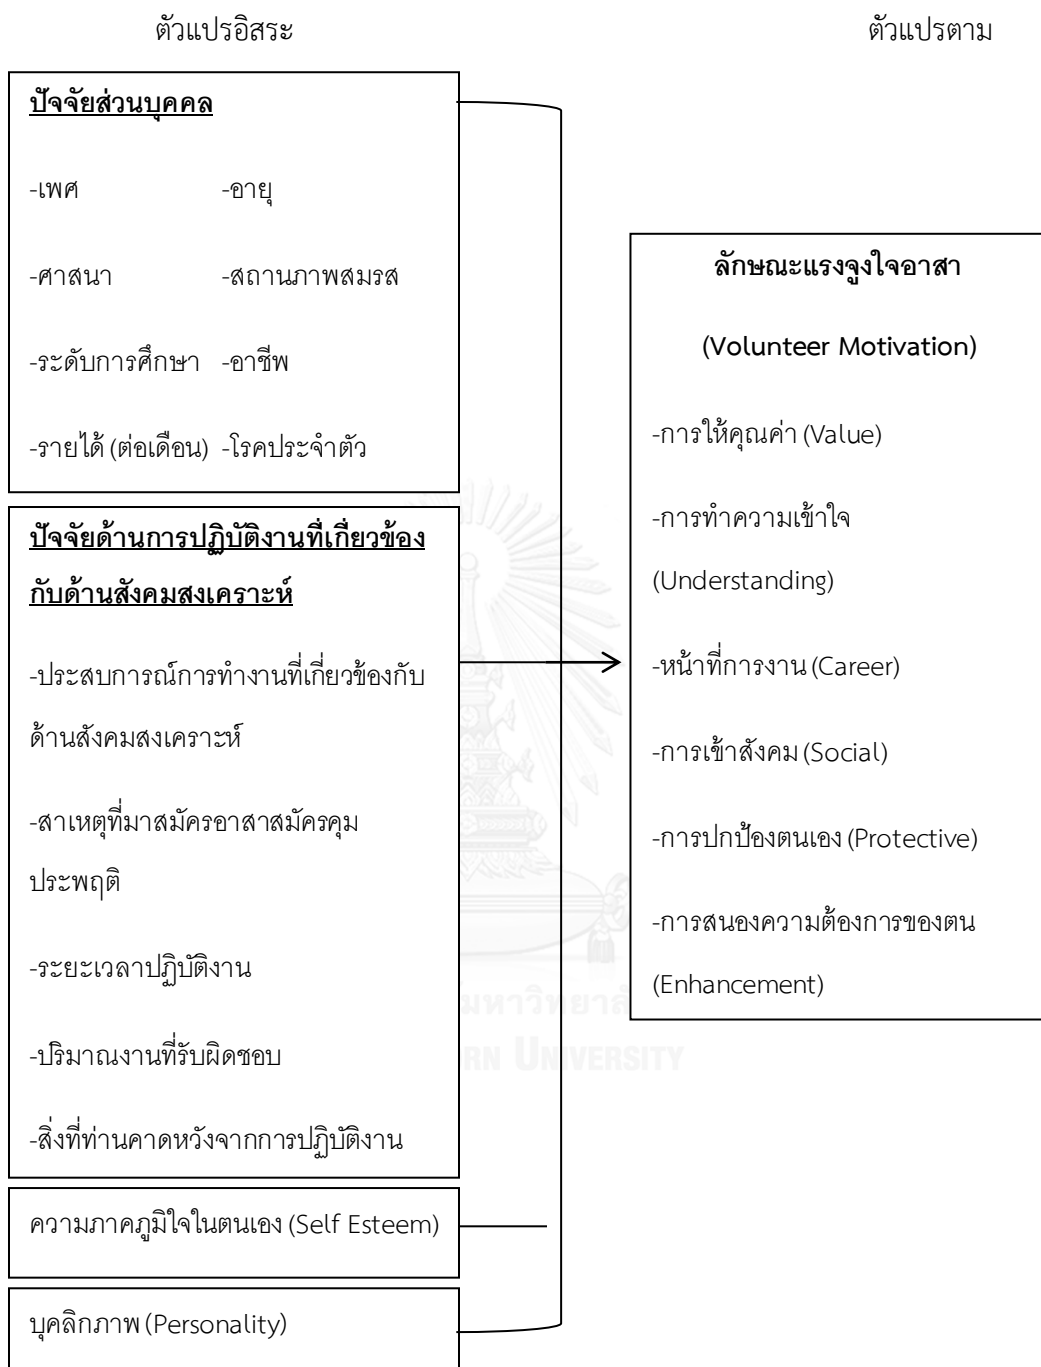 ตัวแปรอิสระ
ตัวแปรตาม
ปัจจัยส่วนบุคคล
-เพศ -อายุ
-ศาสนา -สถานภาพสมรส
-ระดับการศึกษา -อาชีพ
-รายได้ (ต่อเดือน) -โรคประจำตัว
ปัจจัยด้านการปฏิบัติงานที่เกี่ยวข้อง
กับด้านสังคมสงเคราะห์
-ประสบการณ์การทำงานที่เกี่ยวข้องกับ
ด้านสังคมสงเคราะห์
-สาเหตุที่มาสมัครอาสาสมัครคุม
ประพฤติ
-ระยะเวลาปฏิบัติงาน
-ปริมาณงานที่รับผิดชอบ
-สิ่งที่ท่านคาดหวังจากการปฏิบัติงาน
ความภาคภูมิใจในตนเอง (Self Esteem)
บุคลิกภาพ (Personality)
ลักษณะแรงจูงใจอาสา
(Volunteer Motivation)
-การให้คุณค่า (Value)
-การทำความเข้าใจ
(Understanding)
-หน้าที่การงาน (Career)
-การเข้าสังคม (Social)
-การปกป้องตนเอง (Protective)
-การสนองความต้องการของตน
(Enhancement)
UNIVERSITY